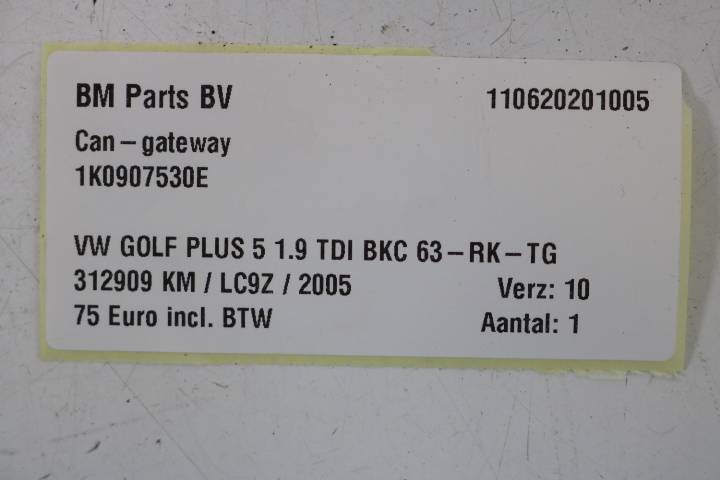 BM Parts BV 110620201005
Can-gateway
1K0907530E
VW GOLF PLUS 5 1.9 TDI BKC 63-RK-TG
312909 KM / LC9Z / 2005 Verz: 10
75 Euro incl. BTW Aantal: 1